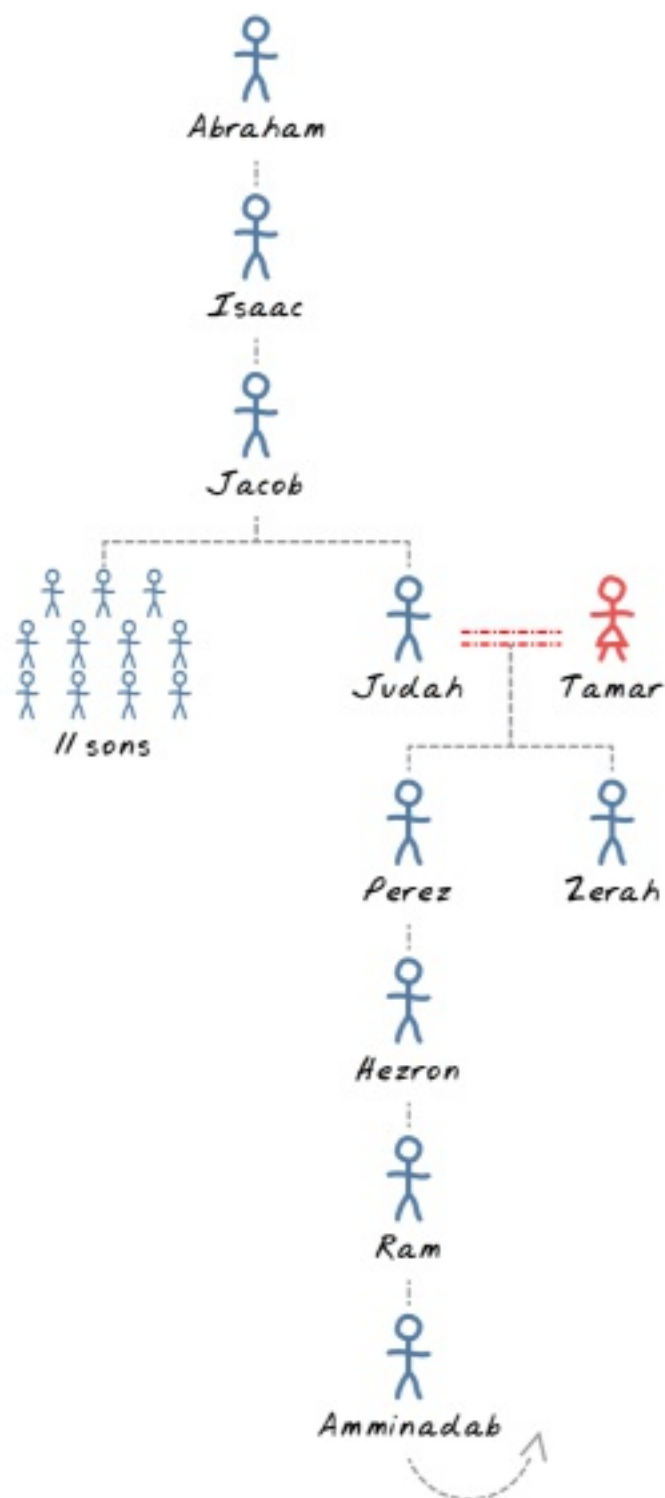 Abraham
Isaac
Jacob
11 sons
Judah
Tamar
Perez
Zerah
Hezron
Ram
Amminadab